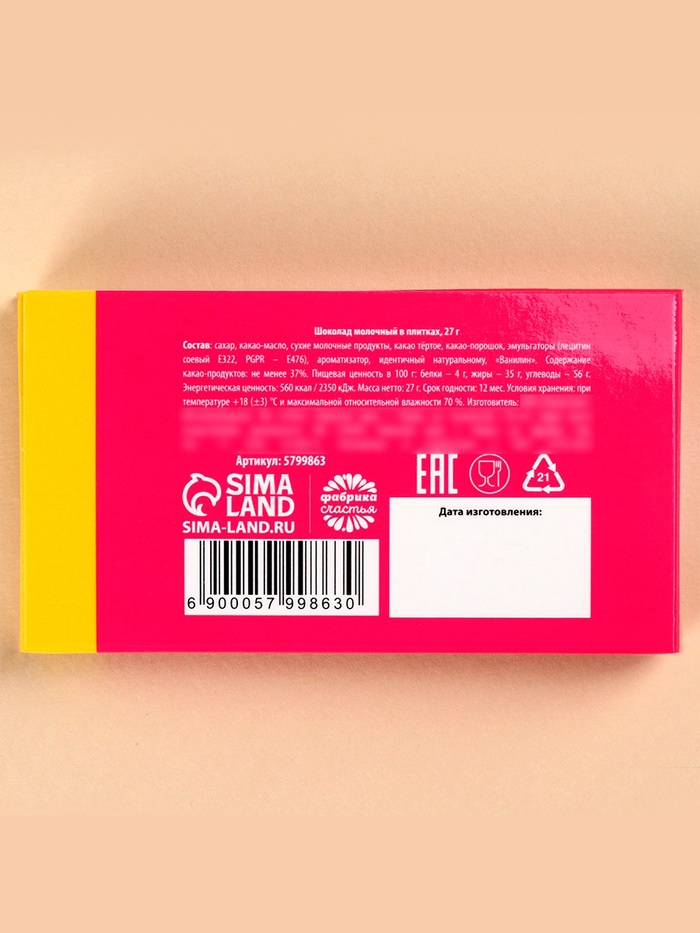 Шоколад молочный в плитках, 27 г
Состав: сахар, какао-масло, сухие молочные продукты, какао тёртое, какао-порошок, эмульгаторы (лецитин
соевый Е322, PGPR – Е476), ароматизатор, идентичный натуральному, «Ванилин». Содержание
какао-продуктов: не менее 37%. Пищевая ценность в 100 г: белки – 4 г, жиры – 35 г, углеводы – 56 г.
Энергетическая ценность: 560 ккал / 2350 кДж. Масса нетто: 27 г. Срок годности: 12 мес. Условия хранения: при
температуре +18 (±3) °С и максимальной относительной влажности 70 %. Изготовитель:
Артикул: 5799863
SIMA
LAND
SIMA-LAND.RU
фабрика
счастья
EAC
21
Дата изготовления:
6 900057 998630